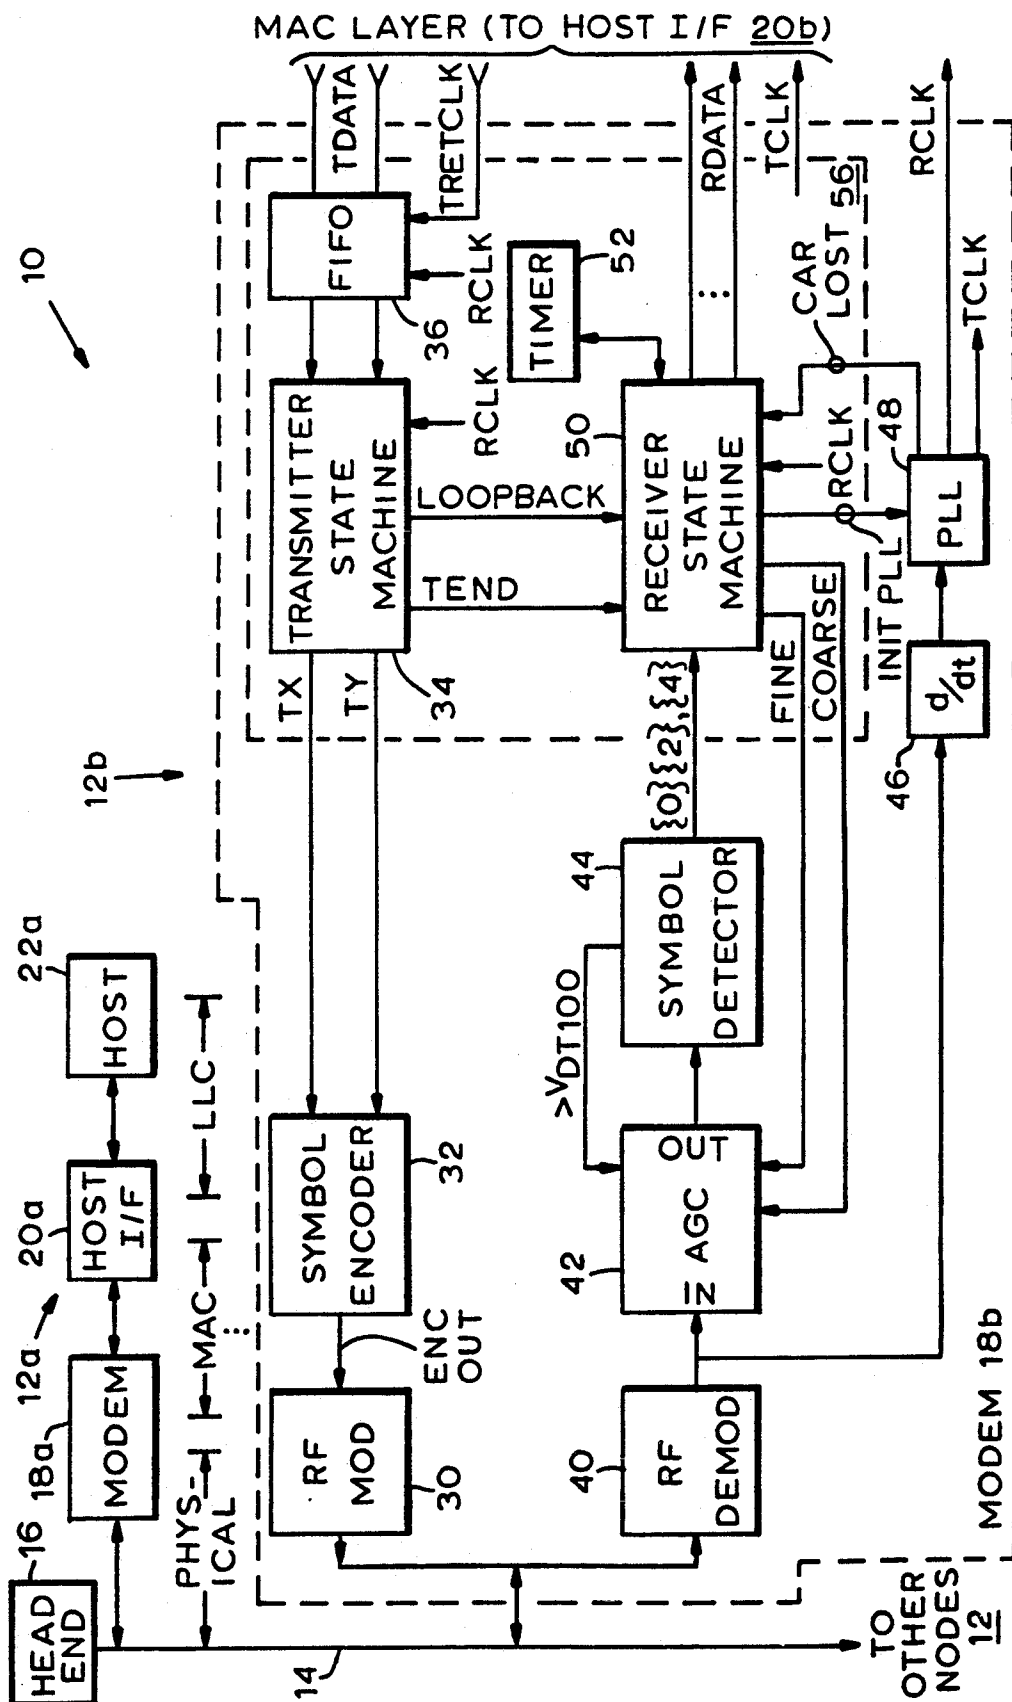 HEAD
END
16
18a
MODEM
12a
20a
HOST
I/F
22a
HOST
10
PHYS-
ICAL
MAC
LLC
12b
14
RF
MOD
30
ENC
OUT
SYMBOL
ENCODER
32
TX
TY
TRANSMITTER
STATE
MACHINE
34
RCLK
FIFO
36
RCLK
TDATA
TRETCLK
MAC LAYER (TO HOST I/F 20b)
TEND
LOOPBACK
TIMER
52
40
RF
DEMOD
42
IN
AGC
OUT
>VDT100
44
SYMBOL
DETECTOR
{0}{2},{4}
50
RECEIVER
STATE
MACHINE
RDATA
TCLK
FINE
COARSE
INIT PLL
RCLK
CAR
LOST
56
46
d/dt
48
PLL
TCLK
RCLK
MODEM 18b
TO
OTHER
NODES
12